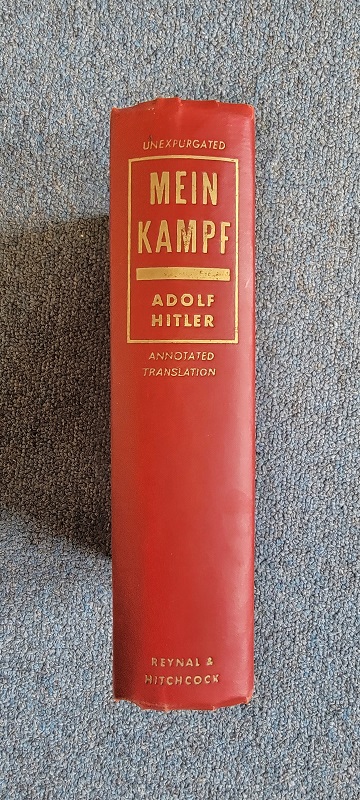 UNEXPURGATED
MEIN
KAMPF
ADOLF
HITLER
ANNOTATED
TRANSLATION
REYNAL &
HITCHCOCK